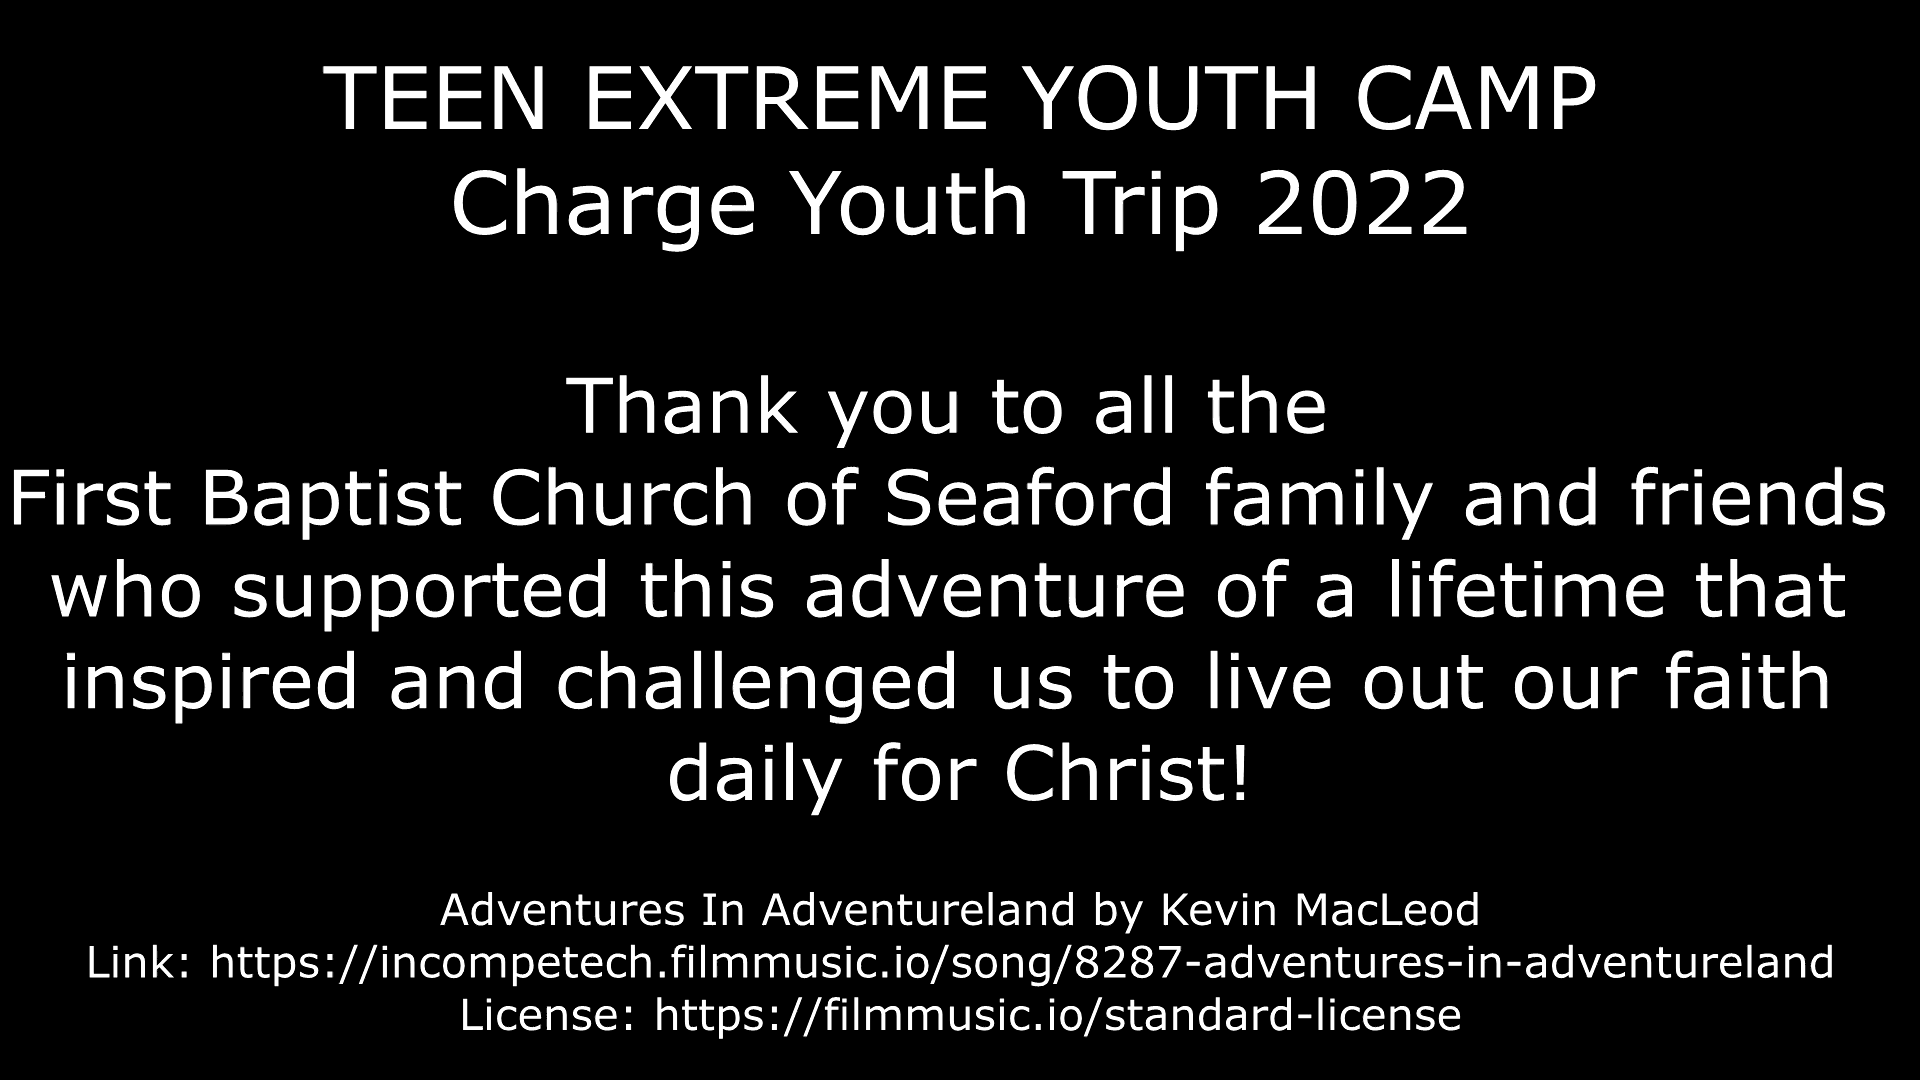 TEEN EXTREME YOUTH CAMP
Charge Youth Trip 2022
Thank you to all the
First Baptist Church of Seaford family and friends
who supported this adventure of a lifetime that
inspired and challenged us to live out our faith
daily for Christ!
Adventures In Adventureland by Kevin MacLeod
Link: https://incompetech.filmmusic.io/song/8287-adventures-in-adventureland
License: https://filmmusic.io/standard-license